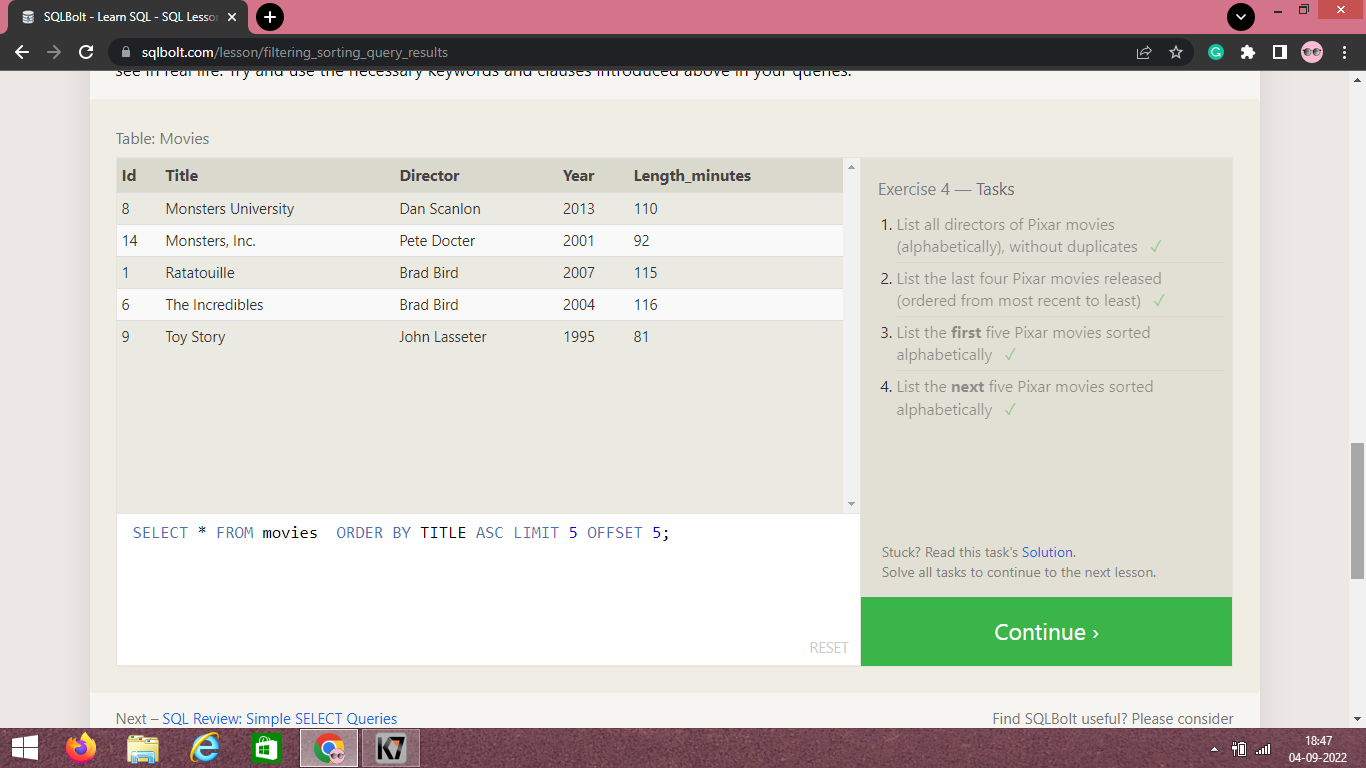 SQLBolt - Learn SQL - SQL Lesson
sqlbolt.com/lesson/filtering_sorting_query_results
see in real life. Try and use the necessary keywords and clauses introduced above in your queries.
Table: Movies
Id Title Director Year Length_minutes
8 Monsters University Dan Scanlon 2013 110
14 Monsters, Inc. Pete Docter 2001 92
1 Ratatouille Brad Bird 2007 115
6 The Incredibles Brad Bird 2004 116
9 Toy Story John Lasseter 1995 81
SELECT * FROM movies  ORDER BY TITLE ASC LIMIT 5 OFFSET 5;
RESET
Exercise 4 — Tasks
1. List all directors of Pixar movies
(alphabetically), without duplicates ✓
2. List the last four Pixar movies released
(ordered from most recent to least) ✓
3. List the first five Pixar movies sorted
alphabetically ✓
4. List the next five Pixar movies sorted
alphabetically ✓
Stuck? Read this task's Solution.
Solve all tasks to continue to the next lesson.
Continue ›
Next – SQL Review: Simple SELECT Queries
Find SQLBolt useful? Please consider
K7
18:47
04-09-2022